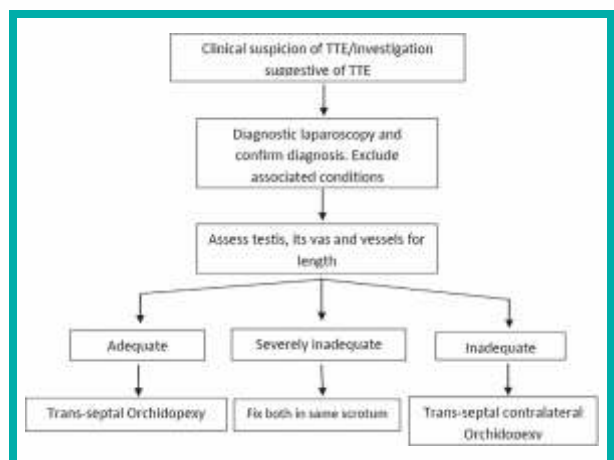 Clinical suspicion of TTE/Investigation
suggestive of TTE
Diagnostic laparoscopy and
confirm diagnosis. Exclude
associated conditions
Assess testis, its vas and vessels for
length
Adequate
Severely inadequate
Inadequate
Trans-septal Orchidopexy
Fix both in same scrotum
Trans-septal contralateral
Orchidopexy